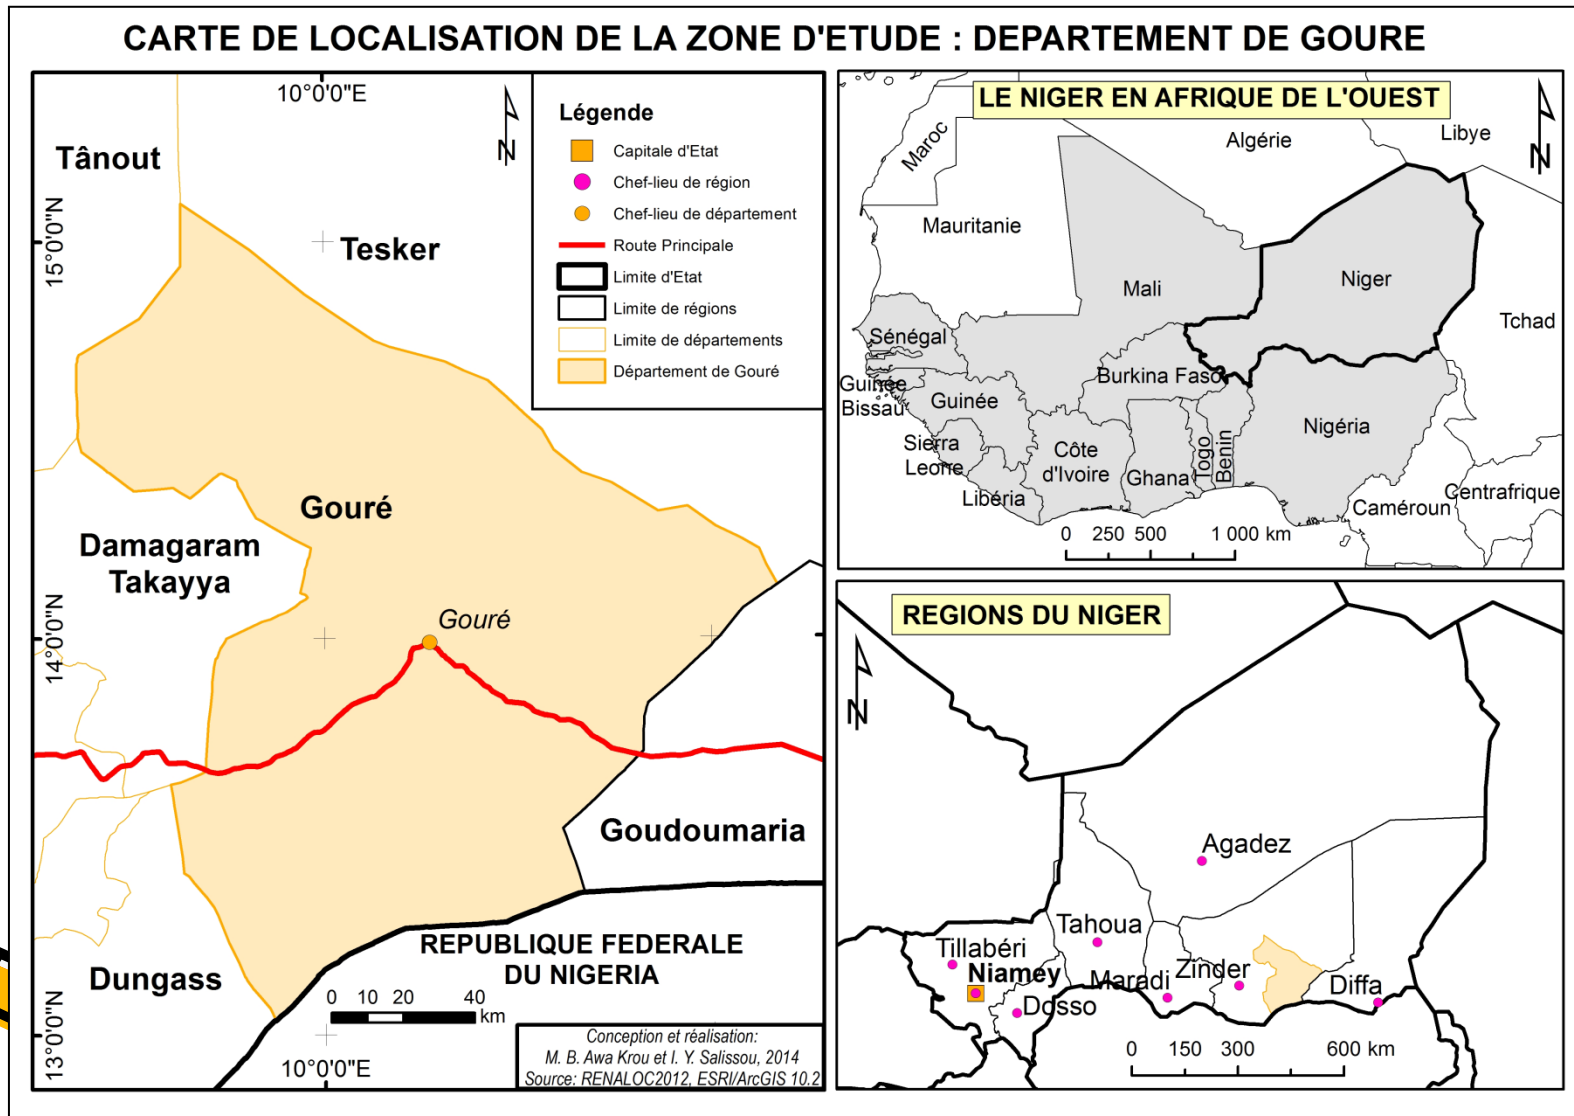 CARTE DE LOCALISATION DE LA ZONE D'ETUDE : DEPARTEMENT DE GOURE
10°0'0"E
N
Légende
Capitale d'Etat
Chef-lieu de région
Chef-lieu de département
Route Principale
Limite d'Etat
Limite de régions
Limite de départements
Département de Gouré
Tânout
15°0'0"N
Tesker
Gouré
Damagaram
Takayya
Gouré
14°0'0"N
Goudoumaria
REPUBLIQUE FEDERALE
DU NIGERIA
Dungass
0 10 20 40
km
13°0'0"N
10°0'0"E
Conception et réalisation:
M. B. Awa Krou et I. Y. Salissou, 2014
Source: RENALOC2012, ESRI/ArcGIS 10.2
LE NIGER EN AFRIQUE DE L'OUEST
N
Maroc
Algérie
Libye
Mauritanie
Mali
Niger
Tchad
Sénégal
Guinée
Bissau
Guinée
Burkina Faso
Nigéria
Sierra
Leone
Libéria
Côte
d'Ivoire
Ghana
Togo
Benin
Caméroun
Centrafrique
0 250 500 1 000 km
REGIONS DU NIGER
N
Agadez
Tahoua
Tillabéri
Niamey
Dosso
Maradi
Zinder
Diffa
0 150 300 600 km